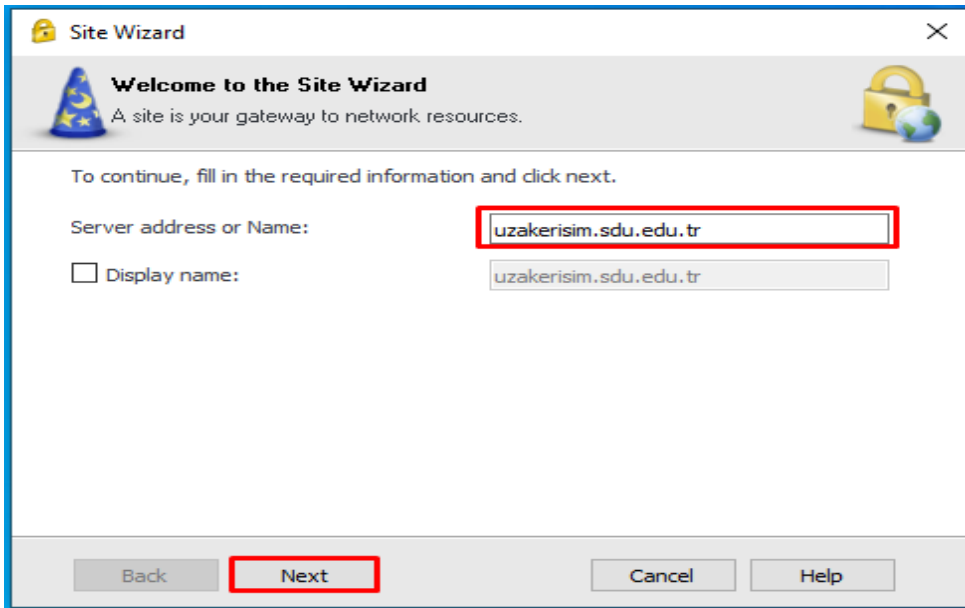 Site Wizard
Welcome to the Site Wizard
A site is your gateway to network resources.
To continue, fill in the required information and click next.
Server address or Name: uzakerisim.sdu.edu.tr
Display name: uzakerisim.sdu.edu.tr
Back Next Cancel Help